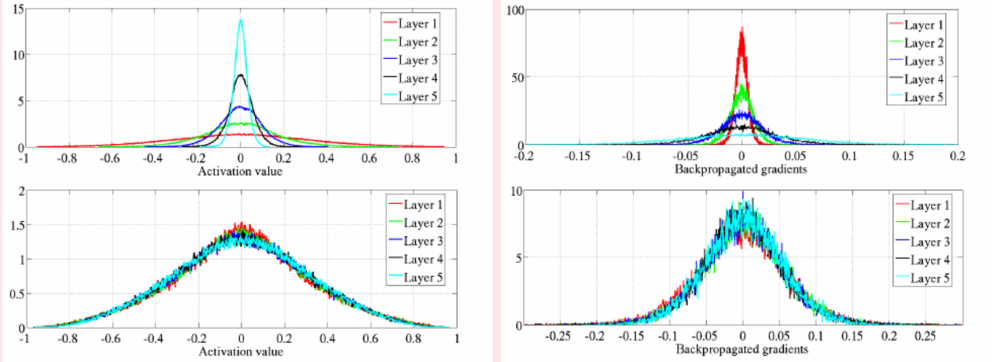 15
10
5
0
-1 -0.8 -0.6 -0.4 -0.2 0 0.2 0.4 0.6 0.8 1
Activation value
Layer 1
Layer 2
Layer 3
Layer 4
Layer 5
100
50
0
-0.2 -0.15 -0.1 -0.05 0 0.05 0.1 0.15 0.2
Backpropagated gradients
Layer 1
Layer 2
Layer 3
Layer 4
Layer 5
2
1.5
1
0.5
0
-1 -0.8 -0.6 -0.4 -0.2 0 0.2 0.4 0.6 0.8 1
Activation value
Layer 1
Layer 2
Layer 3
Layer 4
Layer 5
10
5
0
-0.25 -0.2 -0.15 -0.1 -0.05 0 0.05 0.1 0.15 0.2 0.25
Backpropagated gradients
Layer 1
Layer 2
Layer 3
Layer 4
Layer 5